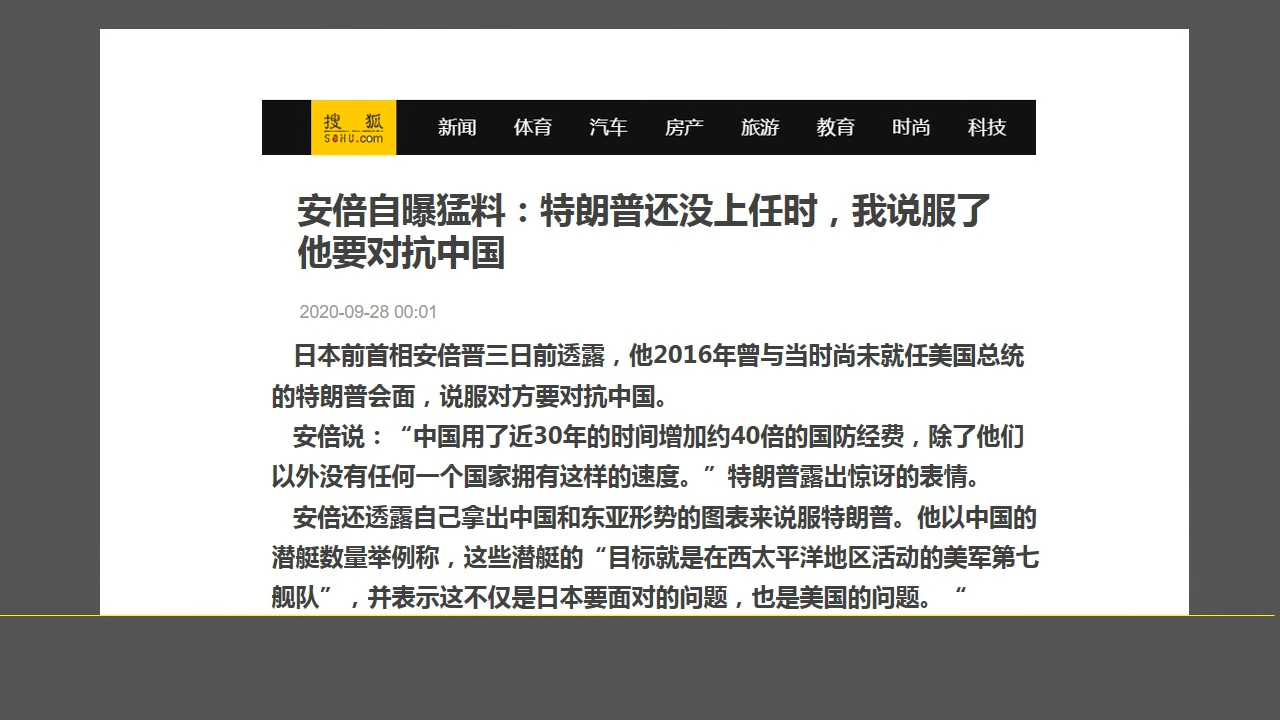 搜 狐
SOHU.com
新闻 体育 汽车 房产 旅游 教育 时尚 科技
安倍自曝猛料：特朗普还没上任时，我说服了
他要对抗中国
2020-09-28 00:01
日本前首相安倍晋三日前透露，他2016年曾与当时尚未就任美国总统
的特朗普会面，说服对方要对抗中国。
安倍说：“中国用了近30年的时间增加约40倍的国防经费，除了他们
以外没有任何一个国家拥有这样的速度。”特朗普露出惊讶的表情。
安倍还透露自己拿出中国和东亚形势的图表来说服特朗普。他以中国的
潜艇数量举例称，这些潜艇的“目标就是在西太平洋地区活动的美军第七
舰队”，并表示这不仅是日本要面对的问题，也是美国的问题。“